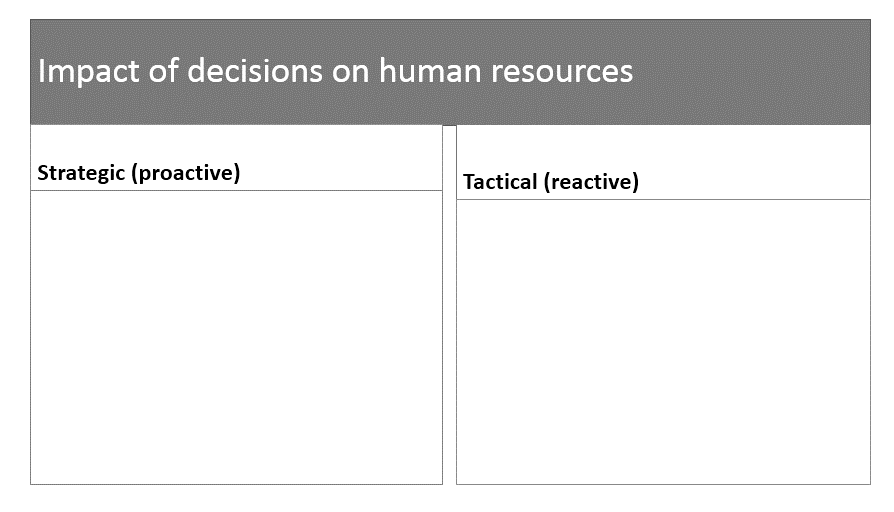 Impact of decisions on human resources
Strategic (proactive)
Tactical (reactive)